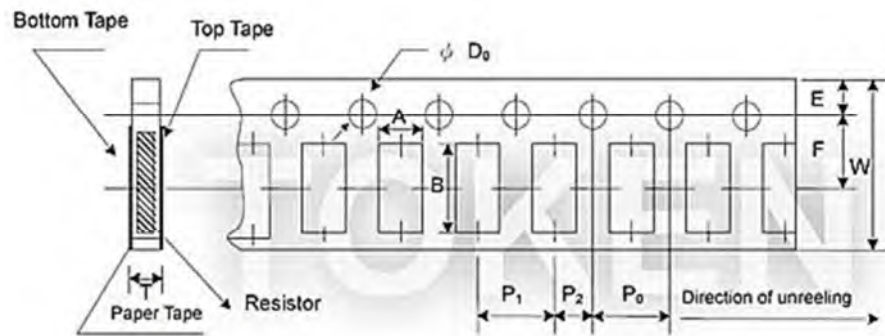 Bottom Tape
Top Tape
ϕ D₀
A
E
F
W
B
TOKEN
T
Paper Tape
Resistor
P₁
P₂
P₀
Direction of unreeling